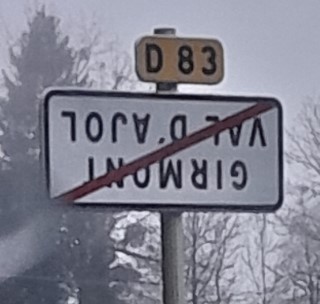 D 83
GIRMONT
VAL D'AJOL